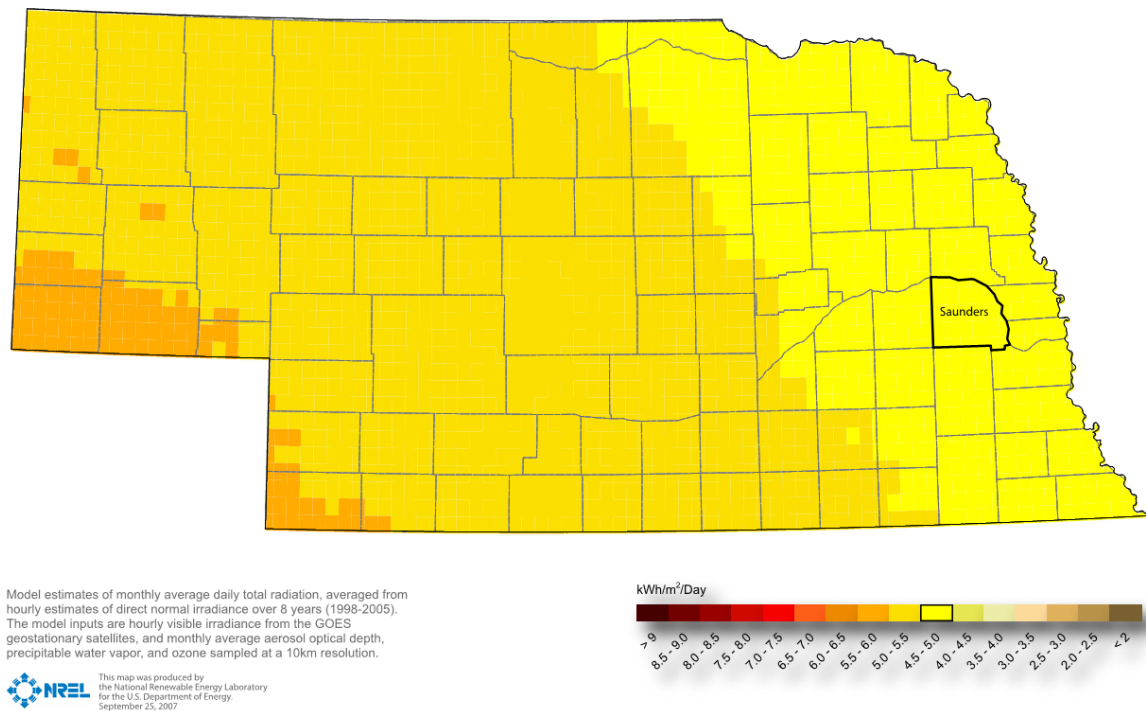 Saunders
Model estimates of monthly average daily total radiation, averaged from
hourly estimates of direct normal irradiance over 8 years (1998-2005).
The model inputs are hourly visible irradiance from the GOES
geostationary satellites, and monthly average aerosol optical depth,
precipitable water vapor, and ozone sampled at a 10km resolution.
NREL
This map was produced by
the National Renewable Energy Laboratory
for the U.S. Department of Energy.
September 25, 2007
kWh/m²/Day
> 9
8.5 - 9.0
8.0 - 8.5
7.5 - 8.0
7.0 - 7.5
6.5 - 7.0
6.0 - 6.5
5.5 - 6.0
5.0 - 5.5
4.5 - 5.0
4.0 - 4.5
3.5 - 4.0
3.0 - 3.5
2.5 - 3.0
2.0 - 2.5
< 2